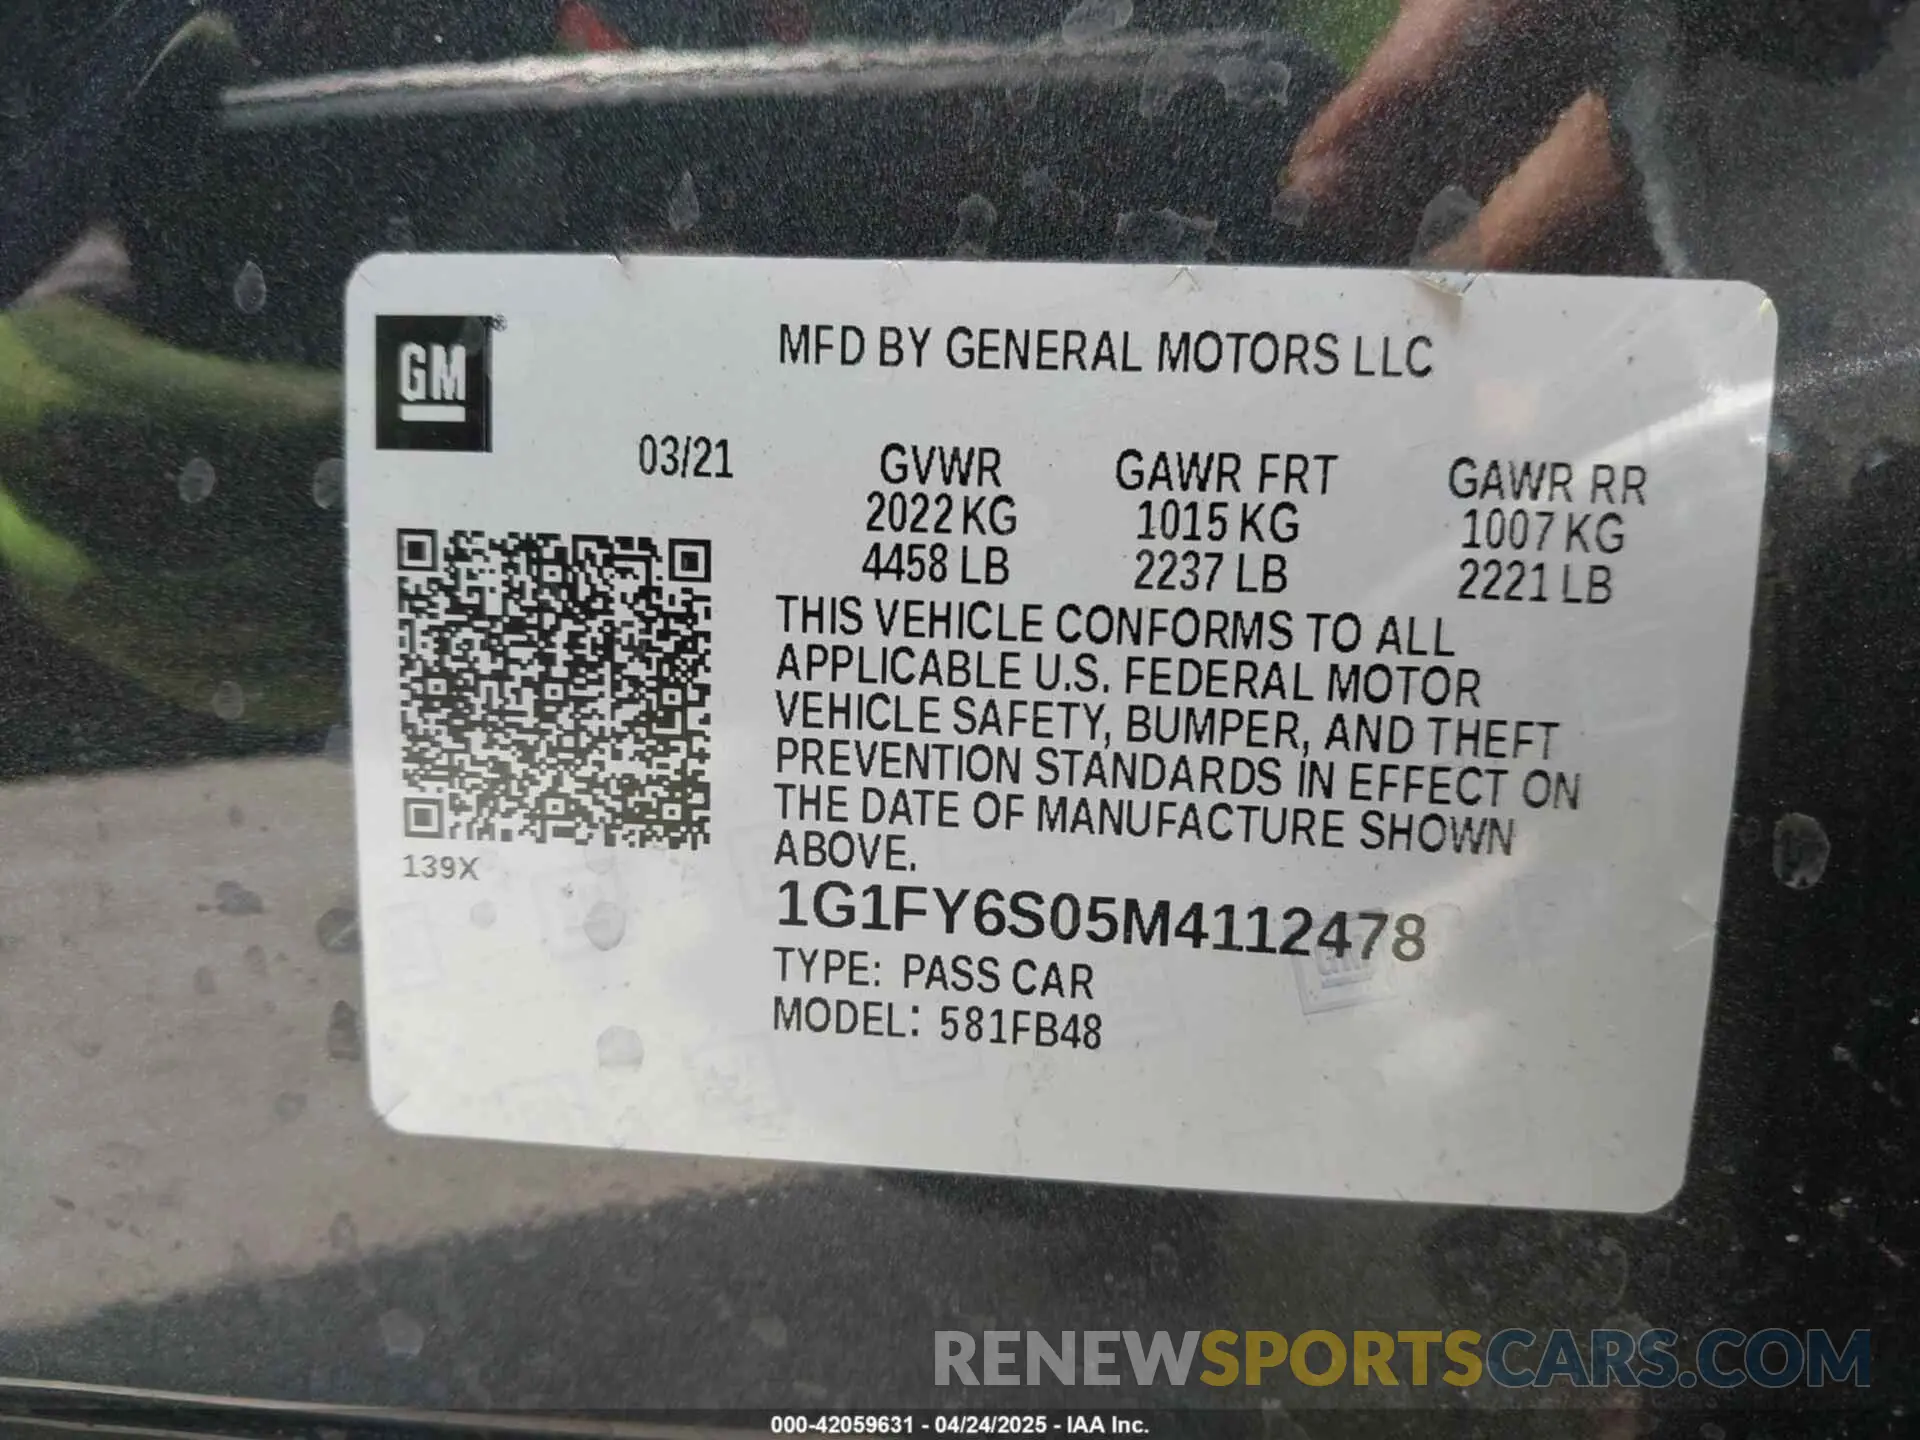 GM®
MFD BY GENERAL MOTORS LLC
03/21
GVWR GAWR FRT GAWR RR
2022 KG 1015 KG 1007 KG
4458 LB 2237 LB 2221 LB
THIS VEHICLE CONFORMS TO ALL
APPLICABLE U.S. FEDERAL MOTOR
VEHICLE SAFETY, BUMPER, AND THEFT
PREVENTION STANDARDS IN EFFECT ON
THE DATE OF MANUFACTURE SHOWN
ABOVE.
139X
1G1FY6S05M4112478
TYPE: PASS CAR
MODEL: 581FB48
RENEWSPORTSCARS.COM
000-42059631 - 04/24/2025 - IAA Inc.